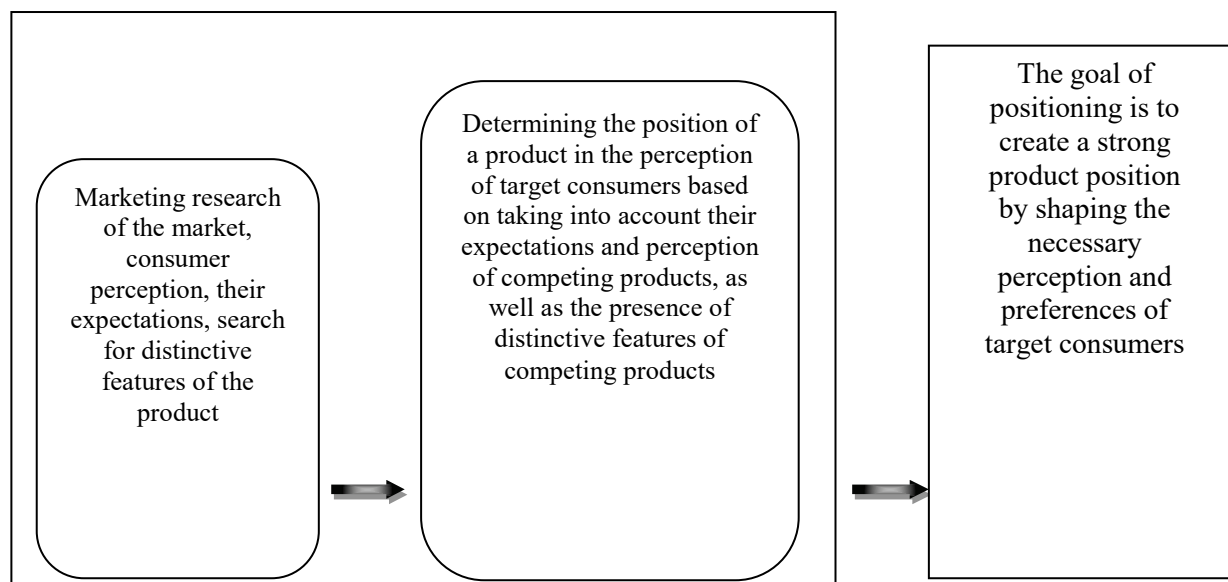 Marketing research
of the market,
consumer
perception, their
expectations, search
for distinctive
features of the
product
Determining the position of
a product in the perception
of target consumers based
on taking into account their
expectations and perception
of competing products, as
well as the presence of
distinctive features of
competing products
The goal of
positioning is to
create a strong
product position
by shaping the
necessary
perception and
preferences of
target consumers